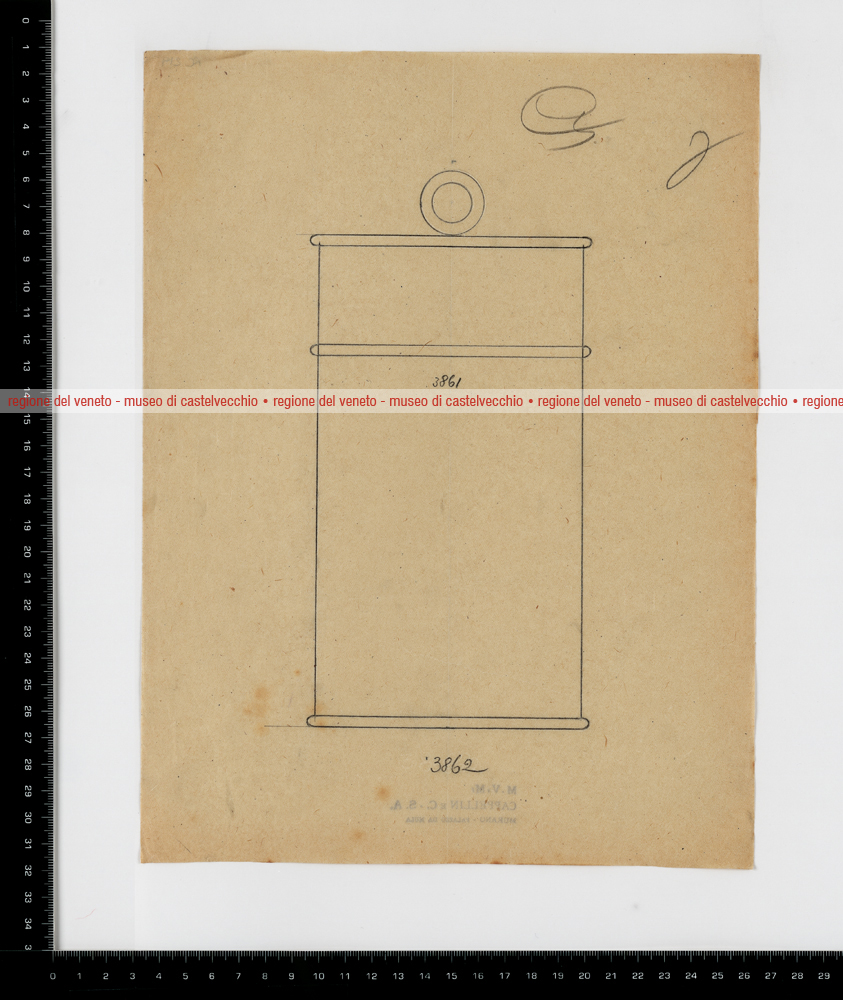 3861
regione del veneto - museo di castelvecchio • regione del veneto - museo di castelvecchio • regione del veneto - museo di castelvecchio • regione
3862
M.V.M.
CAPPELLIN & C. S.A.
0 1 2 3 4 5 6 7 8 9 10 11 12 13 14 15 16 17 18 19 20 21 22 23 24 25 26 27 28 29 30 31 32 33 34 3
0 1 2 3 4 5 6 7 8 9 10 11 12 13 14 15 16 17 18 19 20 21 22 23 24 25 26 27 28 29